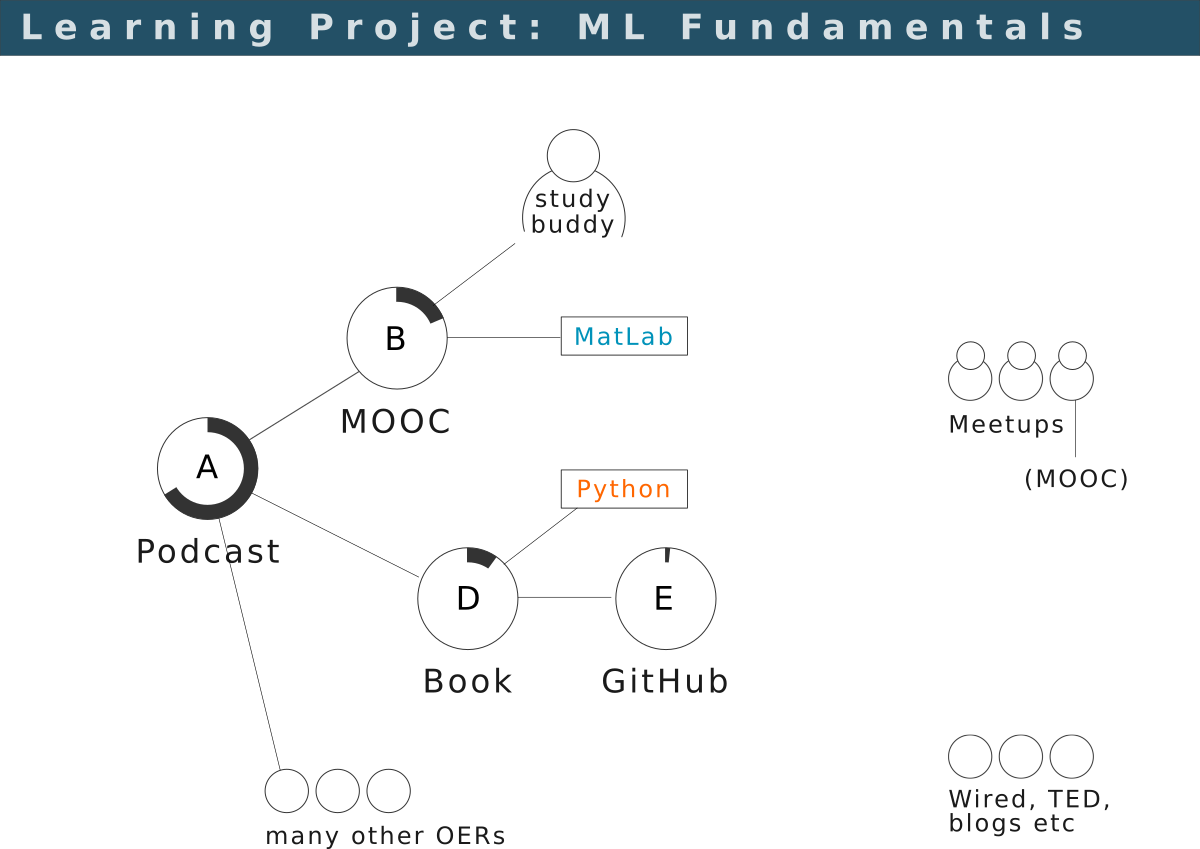 Learning Project: ML Fundamentals
study
buddy
B
MatLab
MOOC
Meetups
(MOOC)
A
Podcast
Python
D
E
Book
GitHub
many other OERs
Wired, TED,
blogs etc